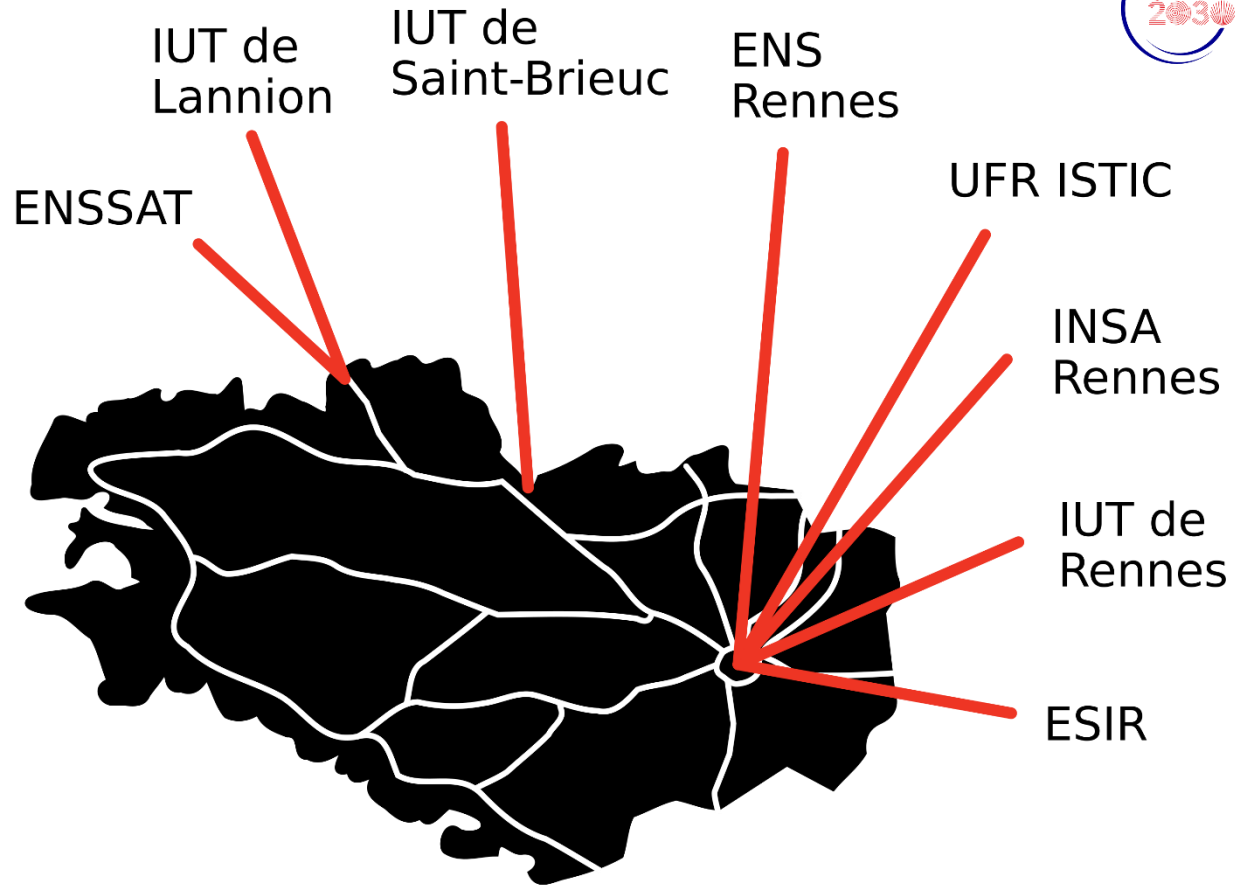 IUT de
Lannion
IUT de
Saint-Brieuc
ENS
Rennes
2030
UFR ISTIC
ENSSAT
INSA
Rennes
IUT de
Rennes
ESIR